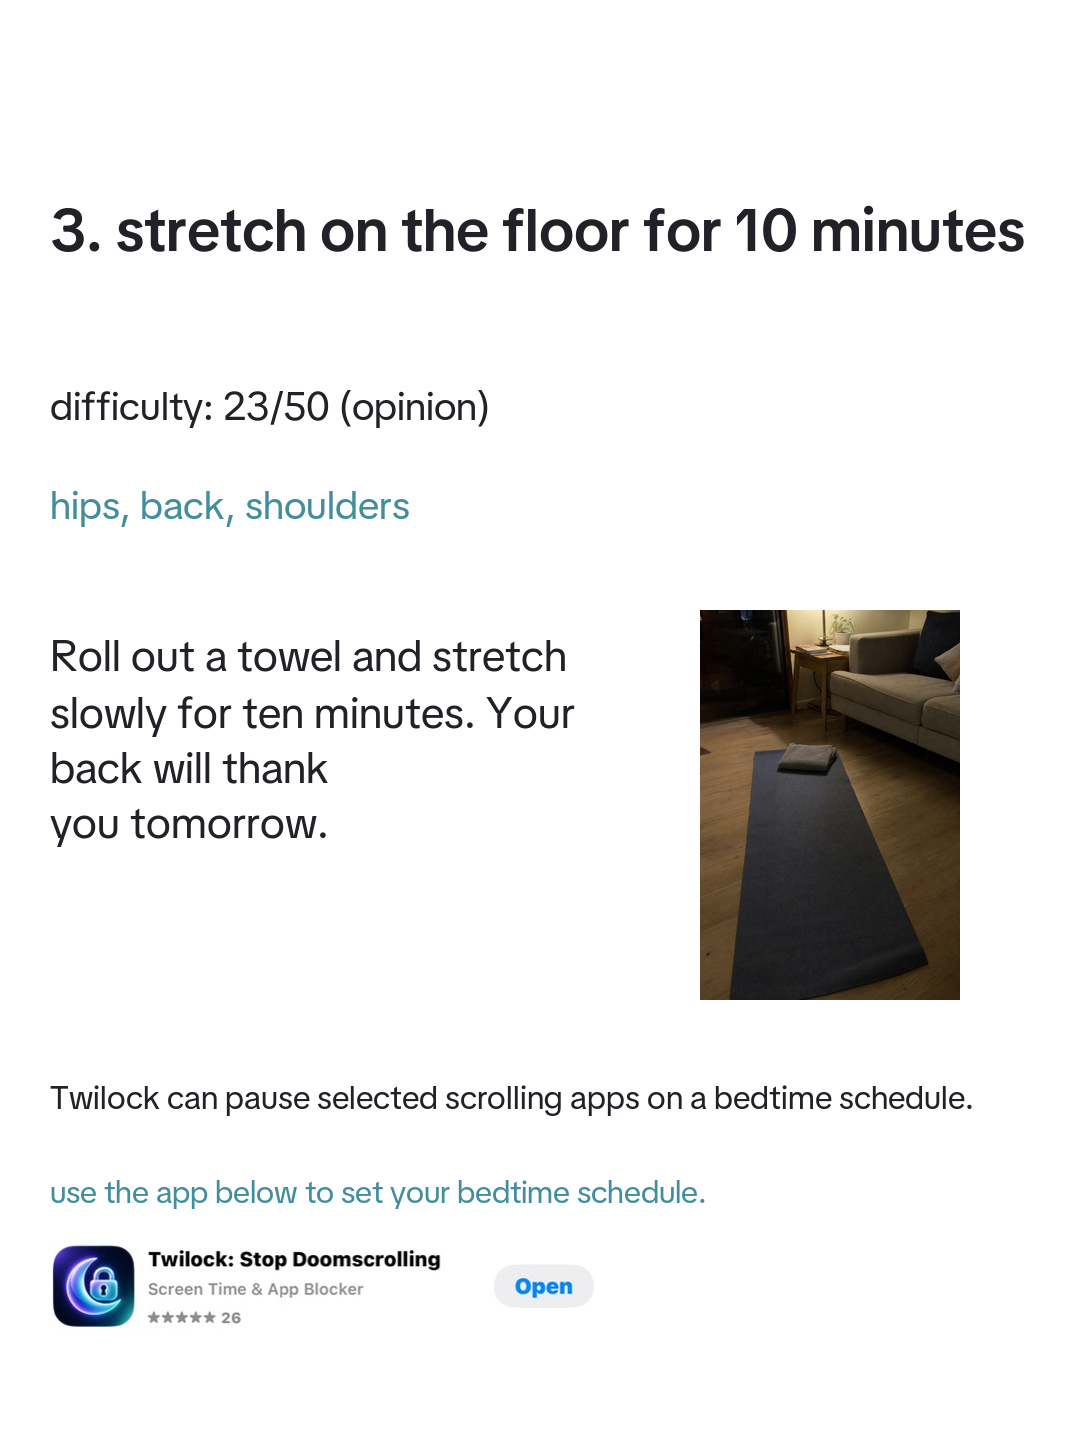 3. stretch on the floor for 10 minutes
difficulty: 23/50 (opinion)
hips, back, shoulders
Roll out a towel and stretch
slowly for ten minutes. Your
back will thank
you tomorrow.
Twilock can pause selected scrolling apps on a bedtime schedule.
use the app below to set your bedtime schedule.
Twilock: Stop Doomscrolling
Screen Time & App Blocker
★★★★★ 26
Open